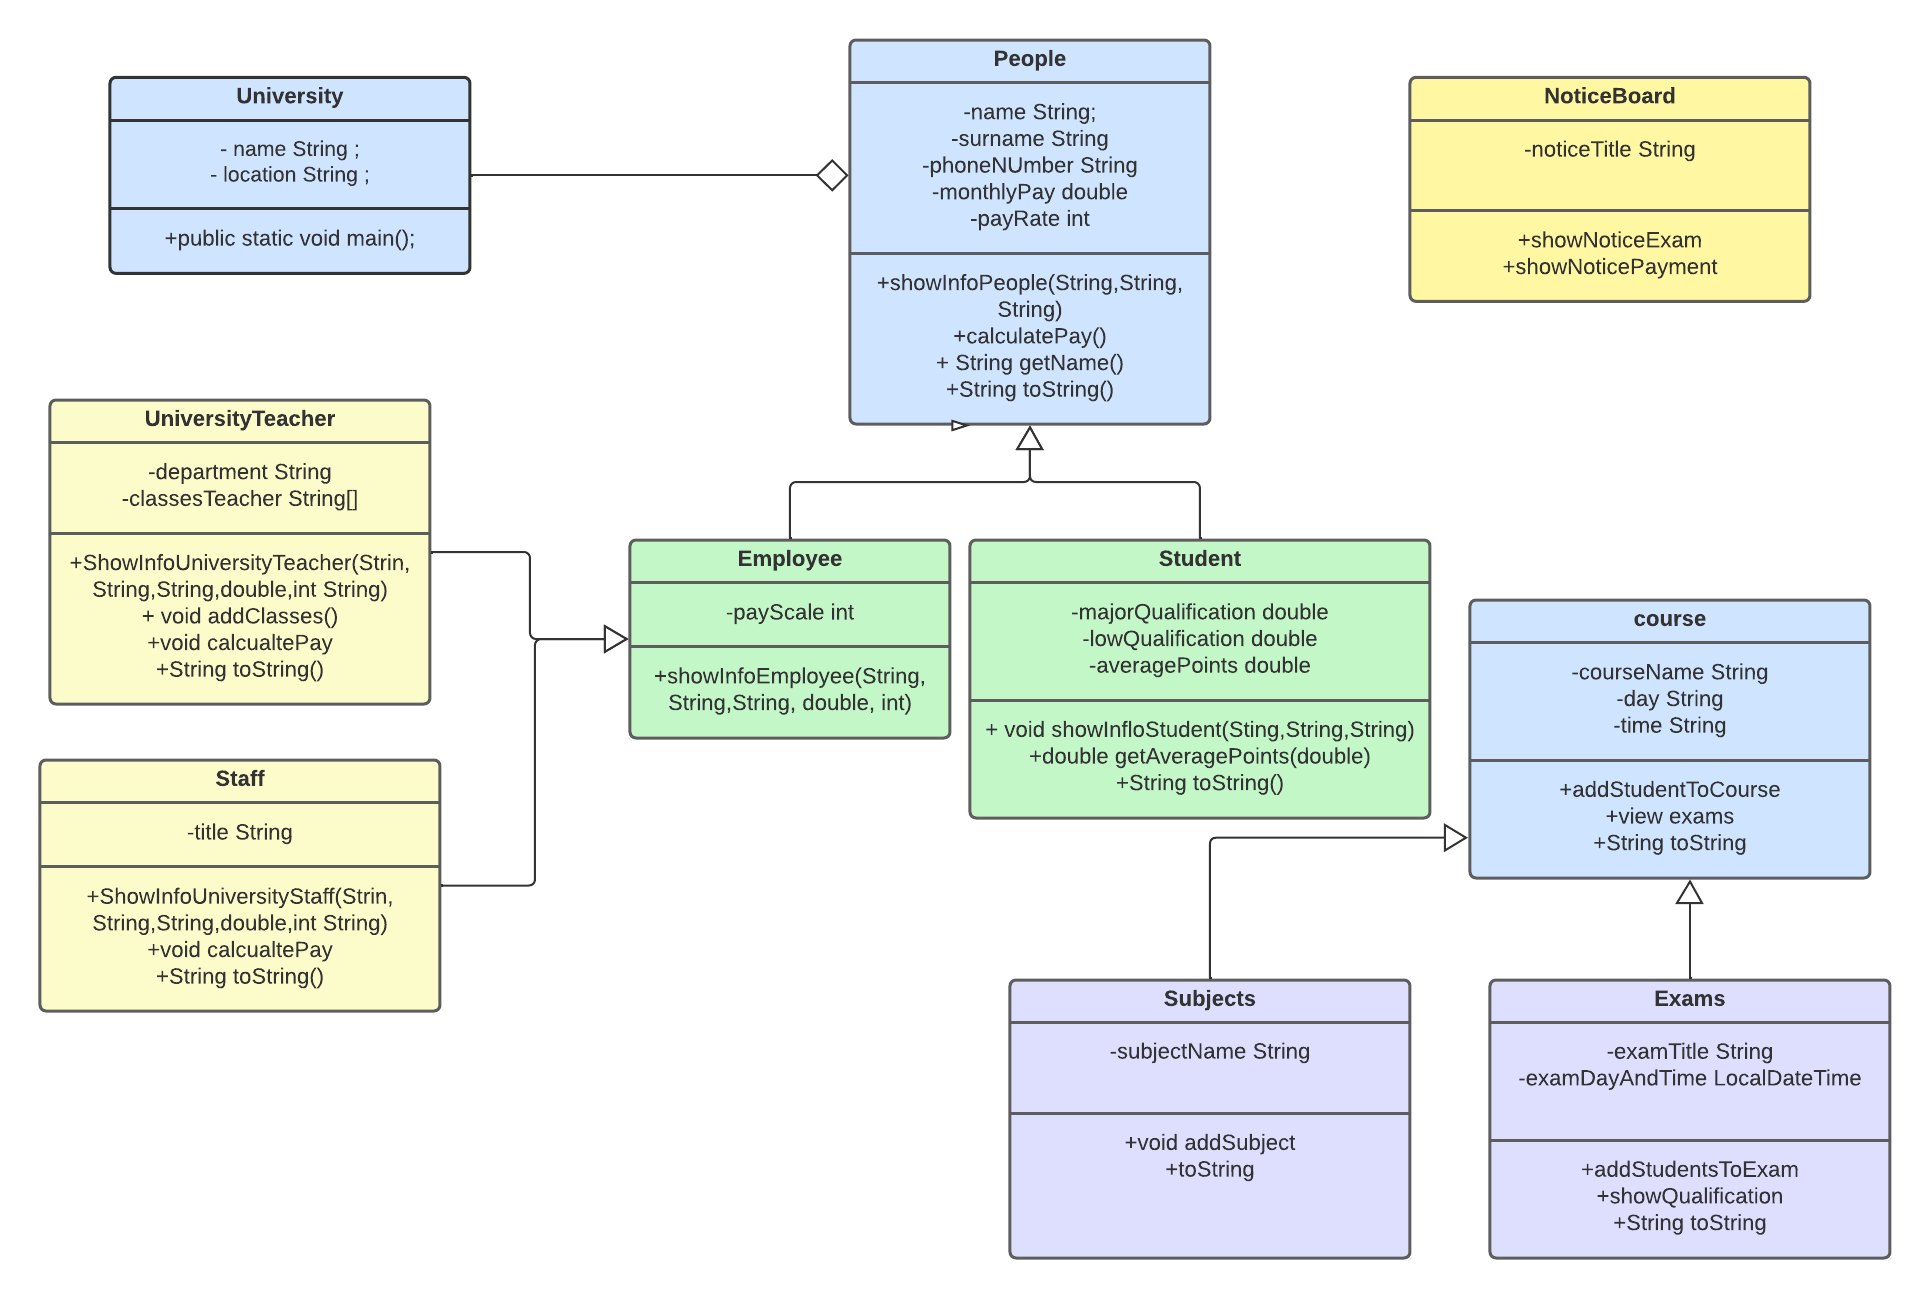 University
- name String ;
- location String ;
+public static void main();
People
-name String;
-surname String
-phoneNUmber String
-monthlyPay double
-payRate int
+showInfoPeople(String,String,
String)
+calculatePay()
+ String getName()
+String toString()
NoticeBoard
-noticeTitle String
+showNoticeExam
+showNoticePayment
UniversityTeacher
-department String
-classesTeacher String[]
+ShowInfoUniversityTeacher(Strin,
String,String,double,int String)
+ void addClasses()
+void calcualtePay
+String toString()
Employee
-payScale int
+showInfoEmployee(String,
String,String, double, int)
Student
-majorQualification double
-lowQualification double
-averagePoints double
+ void showInfloStudent(Sting,String,String)
+double getAveragePoints(double)
+String toString()
course
-courseName String
-day String
-time String
+addStudentToCourse
+view exams
+String toString
Staff
-title String
+ShowInfoUniversityStaff(Strin,
String,String,double,int String)
+void calcualtePay
+String toString()
Subjects
-subjectName String
+void addSubject
+toString
Exams
-examTitle String
-examDayAndTime LocalDateTime
+addStudentsToExam
+showQualification
+String toString